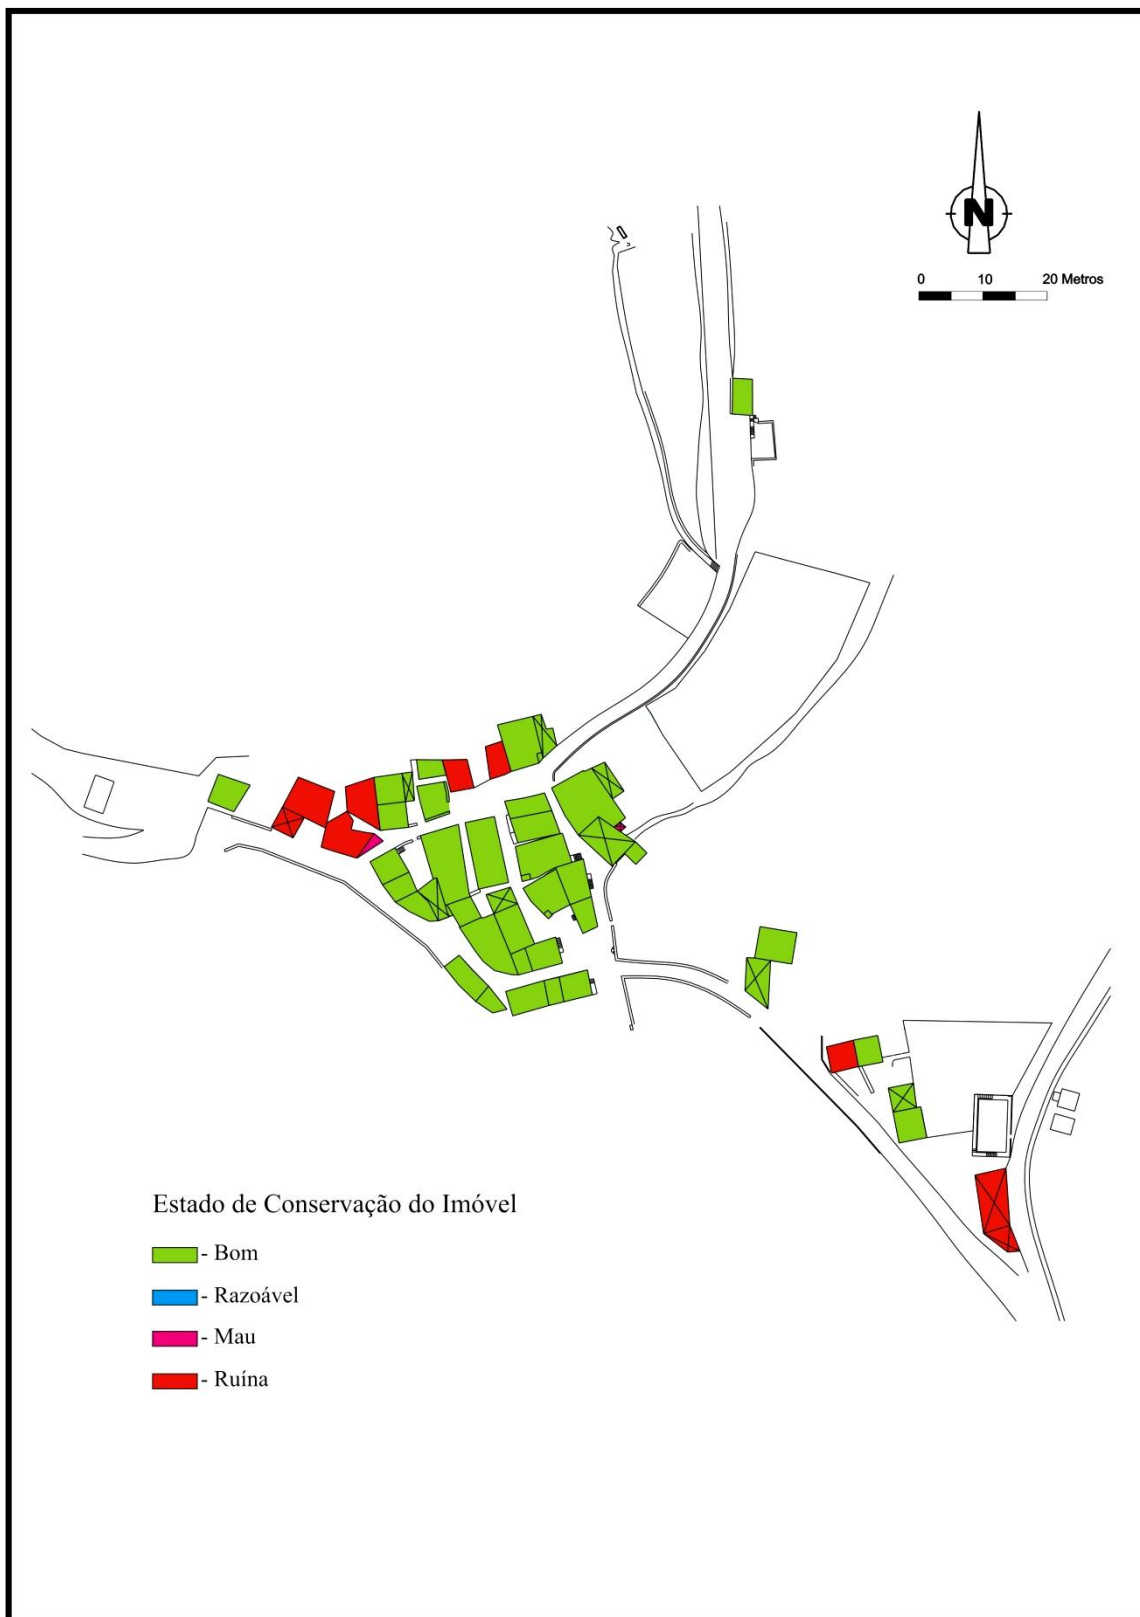 N
0 10 20 Metros
Estado de Conservação do Imóvel
- Bom
- Razoável
- Mau
- Ruína